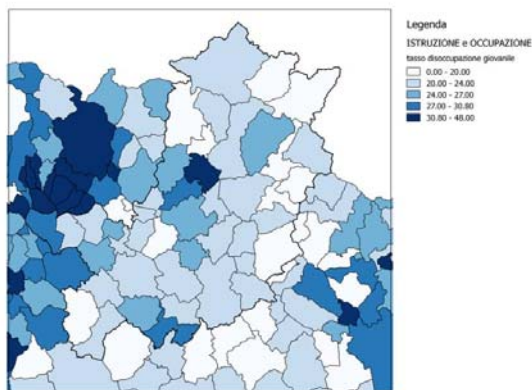 Legenda
ISTRUZIONE e OCCUPAZIONE
tasso disoccupazione giovanile
0.00 - 20.00
20.00 - 24.00
24.00 - 27.00
27.00 - 30.80
30.80 - 48.00